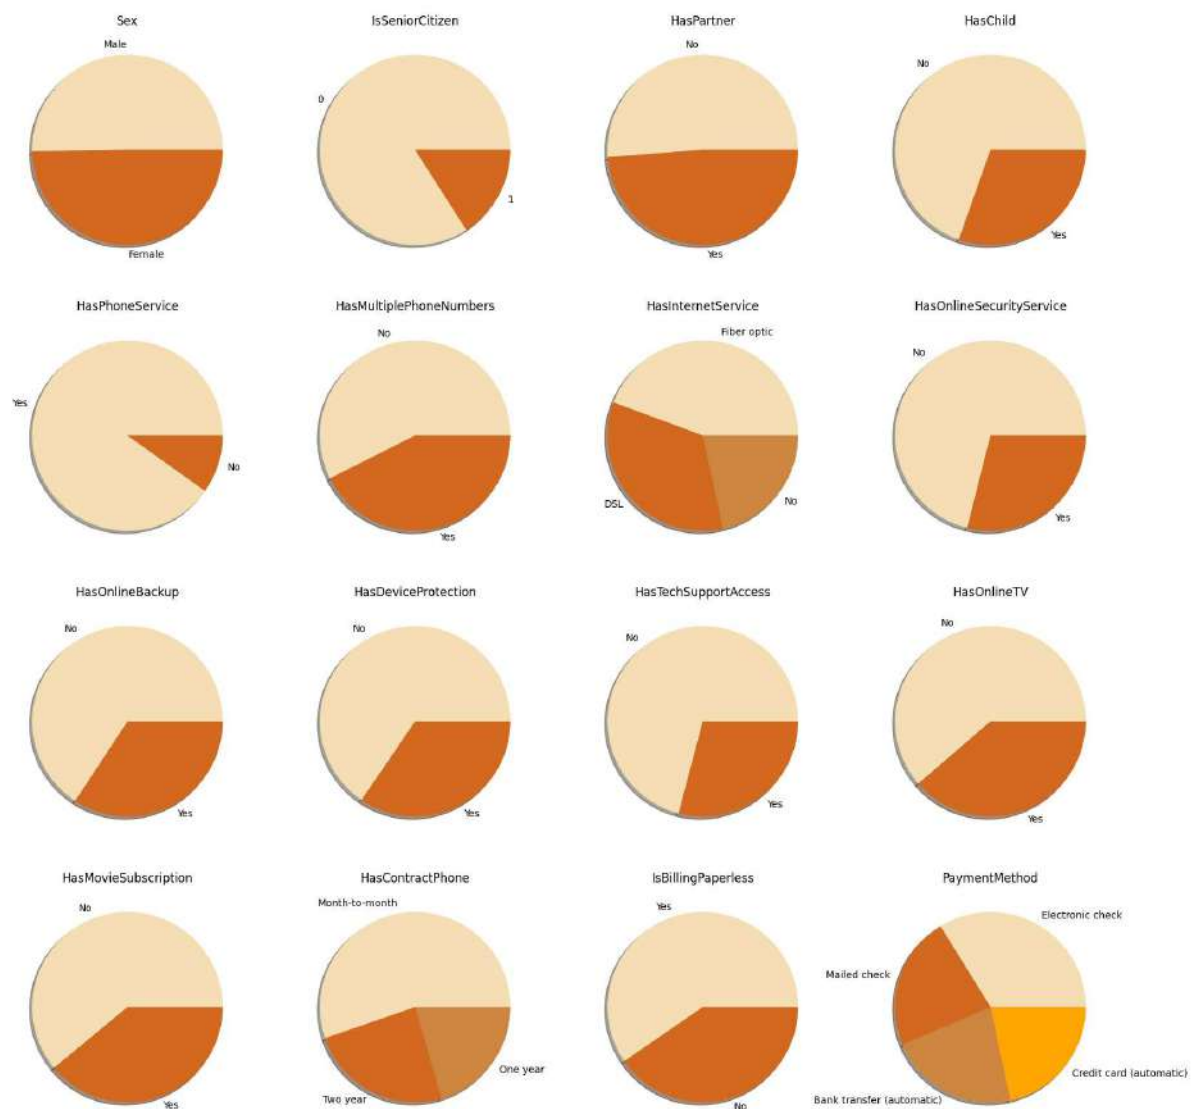 Sex
Male
Female
IsSeniorCitizen
0
1
HasPartner
No
Yes
HasChild
No
Yes
HasPhoneService
Yes
No
HasMultiplePhoneNumbers
No
Yes
HasInternetService
Fiber optic
DSL
No
HasOnlineSecurityService
No
Yes
HasOnlineBackup
No
Yes
HasDeviceProtection
No
Yes
HasTechSupportAccess
No
Yes
HasOnlineTV
No
Yes
HasMovieSubscription
No
Yes
HasContractPhone
Month-to-month
Two year
One year
IsBillingPaperless
Yes
No
PaymentMethod
Electronic check
Mailed check
Bank transfer (automatic)
Credit card (automatic)